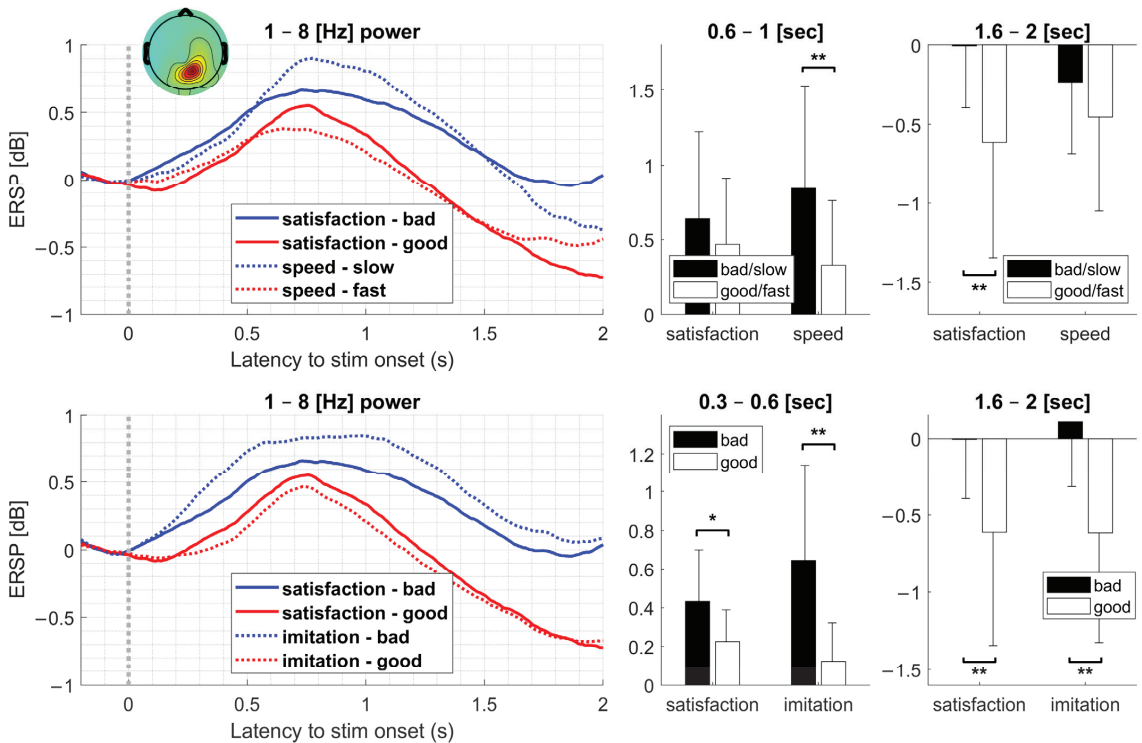 1 – 8 [Hz] power
ERSP [dB]
1
0.5
0
−0.5
−1
satisfaction - bad
satisfaction - good
speed - slow
speed - fast
0 0.5 1 1.5 2
Latency to stim onset (s)
0.6 – 1 [sec]
1.5
1
0.5
0
**
bad/slow
good/fast
satisfaction speed
1.6 – 2 [sec]
0
−0.5
−1
−1.5
**
bad/slow
good/fast
satisfaction speed
1 – 8 [Hz] power
ERSP [dB]
1
0.5
0
−0.5
−1
satisfaction - bad
satisfaction - good
imitation - bad
imitation - good
0 0.5 1 1.5 2
Latency to stim onset (s)
0.3 – 0.6 [sec]
1.2
1
0.8
0.6
0.4
0.2
0
bad
good
**
*
satisfaction imitation
1.6 – 2 [sec]
0
−0.5
−1
−1.5
bad
good
** **
satisfaction imitation